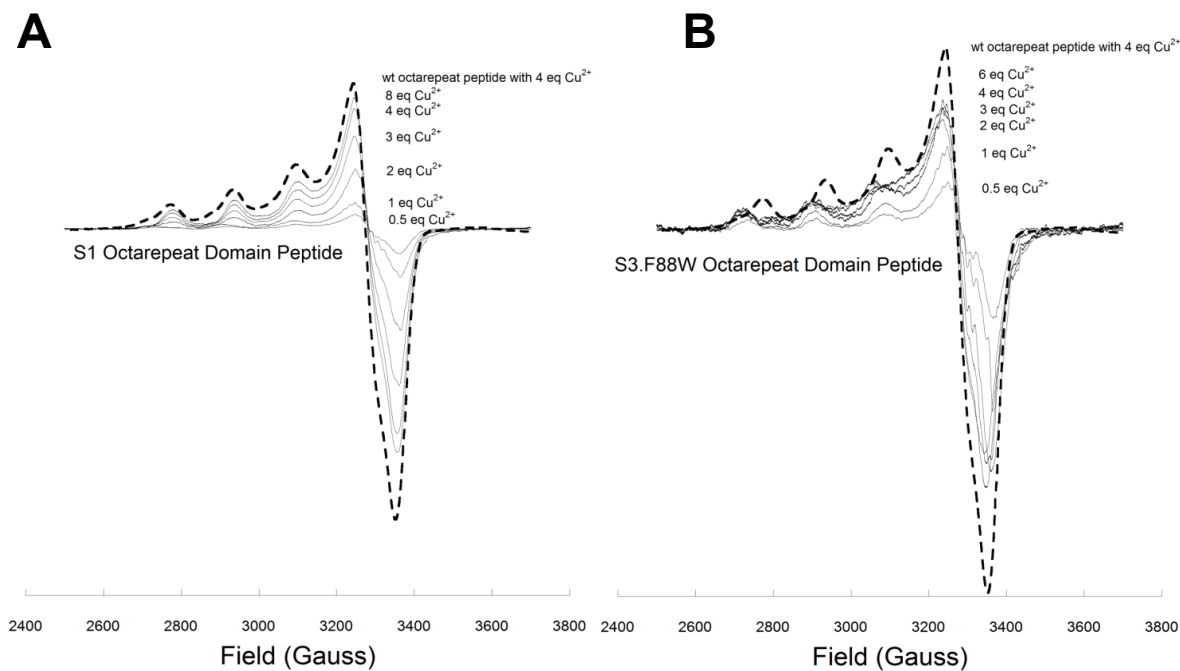 A
wt octarepeat peptide with 4 eq Cu²⁺
8 eq Cu²⁺
4 eq Cu²⁺
3 eq Cu²⁺
2 eq Cu²⁺
1 eq Cu²⁺
0.5 eq Cu²⁺
S1 Octarepeat Domain Peptide
2400 2600 2800 3000 3200 3400 3600 3800
Field (Gauss)
B
wt octarepeat peptide with 4 eq Cu²⁺
6 eq Cu²⁺
4 eq Cu²⁺
3 eq Cu²⁺
2 eq Cu²⁺
1 eq Cu²⁺
0.5 eq Cu²⁺
S3.F88W Octarepeat Domain Peptide
2400 2600 2800 3000 3200 3400 3600 3800
Field (Gauss)